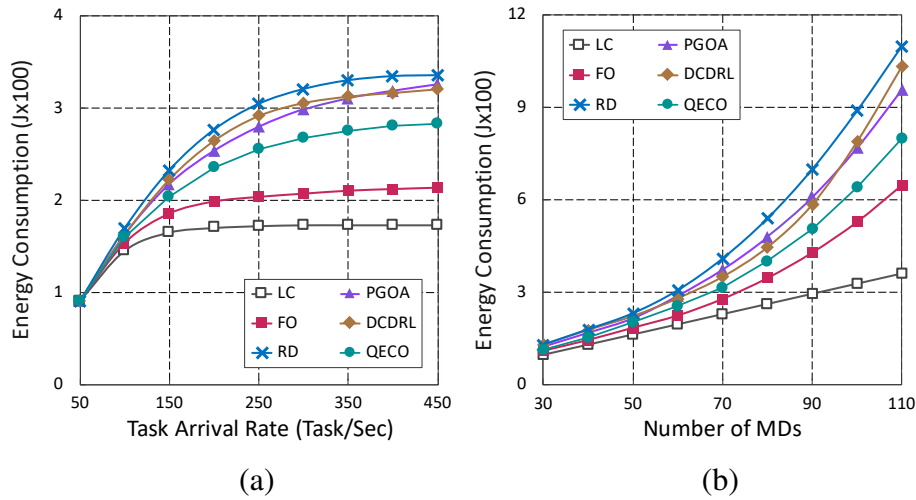 Energy Consumption (Jx100)
4
3
2
1
0
LC
PGOA
FO
DCDRL
RD
QECO
50
150
250
350
450
Task Arrival Rate (Task/Sec)
(a)
Energy Consumption (Jx100)
12
9
6
3
0
LC
PGOA
FO
DCDRL
RD
QECO
30
50
70
90
110
Number of MDs
(b)